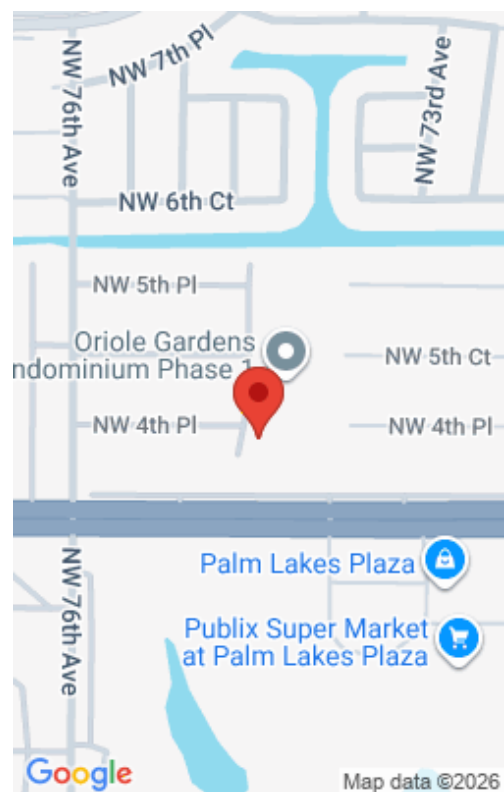 NW 7th Pl
NW 76th Ave
NW 73rd Ave
NW 6th Ct
NW 5th Pl
Oriole Gardens
ndominium Phase 1
NW 5th Ct
NW 4th Pl
NW 4th Pl
NW 76th Ave
Palm Lakes Plaza
Publix Super Market
at Palm Lakes Plaza
Google
Map data ©2026